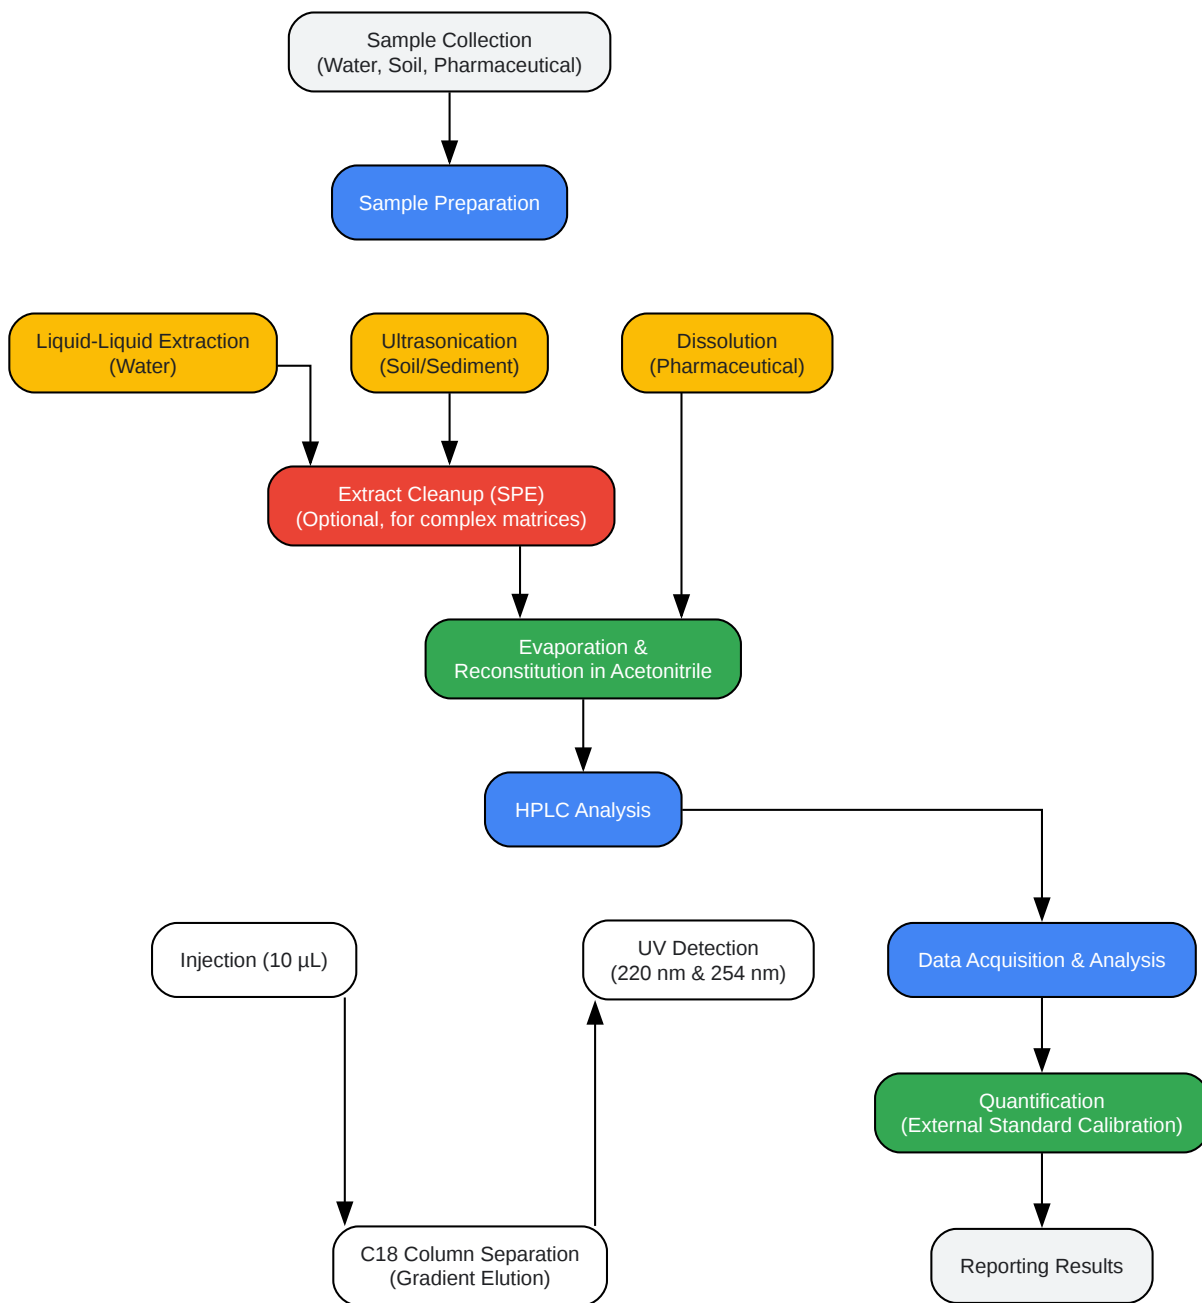 Sample Collection
(Water, Soil, Pharmaceutical)
Sample Preparation
Liquid-Liquid Extraction
(Water)
Ultrasonication
(Soil/Sediment)
Dissolution
(Pharmaceutical)
Extract Cleanup (SPE)
(Optional, for complex matrices)
Evaporation &
Reconstitution in Acetonitrile
HPLC Analysis
Injection (10 µL)
UV Detection
(220 nm & 254 nm)
Data Acquisition & Analysis
Quantification
(External Standard Calibration)
C18 Column Separation
(Gradient Elution)
Reporting Results